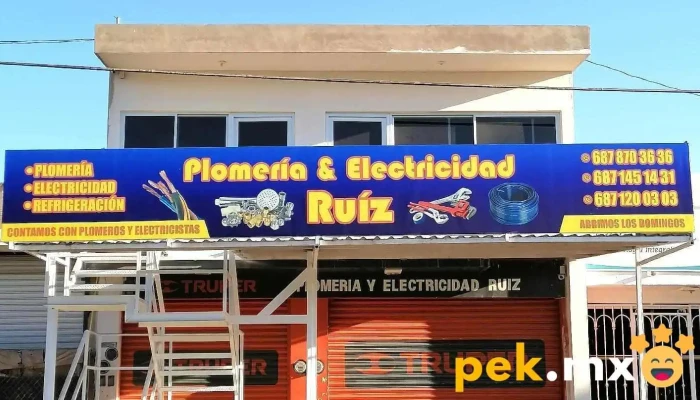 Plomería & Electricidad
Ruíz
•PLOMERÍA
•ELECTRICIDAD
•REFRIGERACIÓN
CONTAMOS CON PLOMEROS Y ELECTRICISTAS
687 870 36 36
687 145 14 31
687 120 03 03
ABRIMOS LOS DOMINGOS
TRUPER
PLOMERIA Y ELECTRICIDAD RUIZ
TRUPER
TRUPER
pek.mx